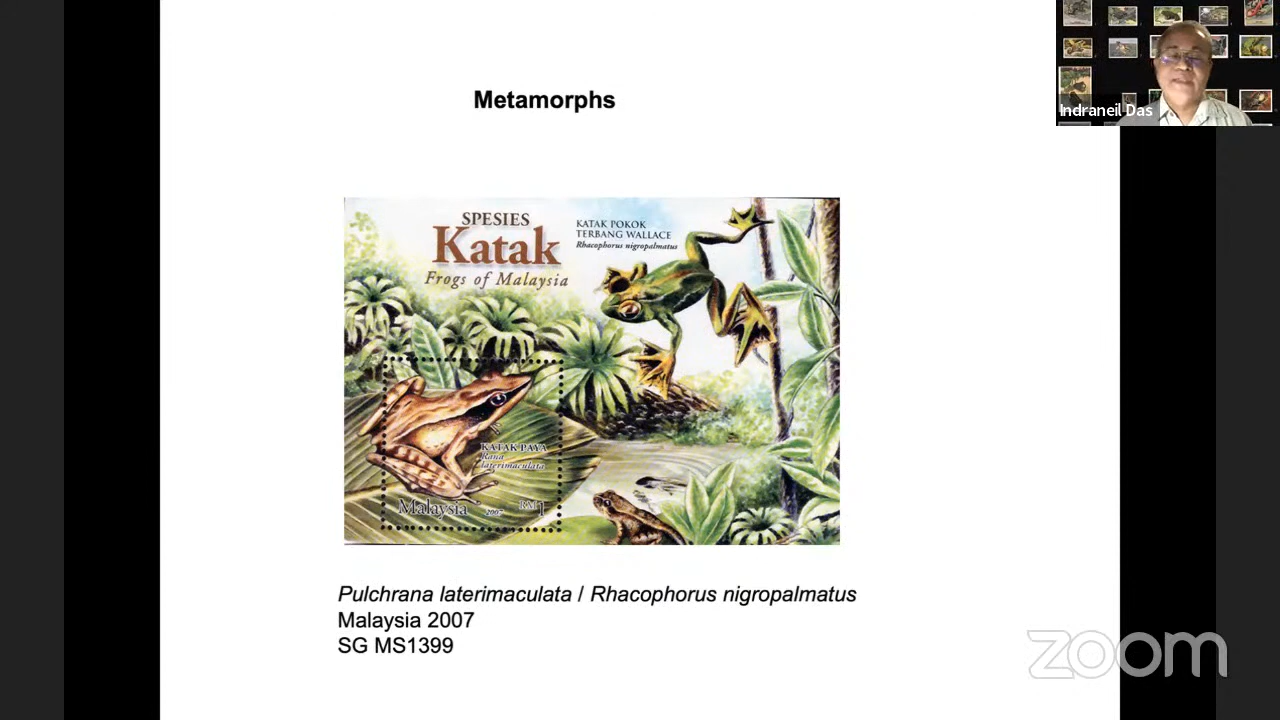 Metamorphs
Indraneil Das
SPESIES
Katak
Frogs of Malaysia
KATAK POKOK
TERBANG WALLACE
Rhacophorus nigropalmatus
KATAK PAYA
Rana
laterimaculata
Malaysia 2007 RM1
Pulchrana laterimaculata / Rhacophorus nigropalmatus
Malaysia 2007
SG MS1399
zoom